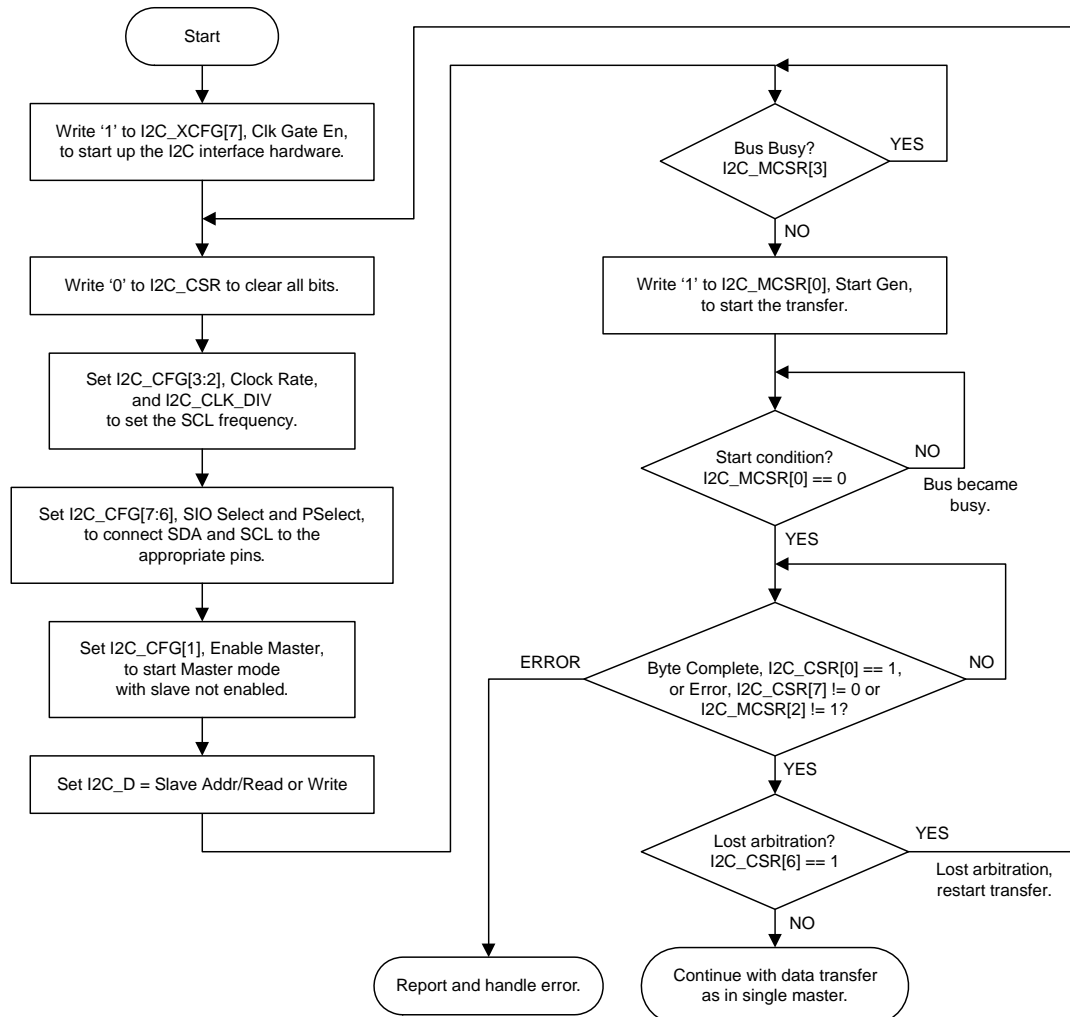 Start
Write ‘1’ to I2C_XCFG[7], Clk Gate En,
to start up the I2C interface hardware.
Write ‘0’ to I2C_CSR to clear all bits.
Set I2C_CFG[3:2], Clock Rate,
and I2C_CLK_DIV
to set the SCL frequency.
Set I2C_CFG[7:6], SIO Select and PSelect,
to connect SDA and SCL to the
appropriate pins.
Set I2C_CFG[1], Enable Master,
to start Master mode
with slave not enabled.
Set I2C_D = Slave Addr/Read or Write
Bus Busy?
I2C_MCSR[3]
YES
NO
Write ‘1’ to I2C_MCSR[0], Start Gen,
to start the transfer.
Start condition?
I2C_MCSR[0] == 0
NO
Bus became
busy.
YES
ERROR
Byte Complete, I2C_CSR[0] == 1,
or Error, I2C_CSR[7] != 0 or
I2C_MCSR[2] != 1?
NO
YES
Lost arbitration?
I2C_CSR[6] == 1
YES
Lost arbitration,
restart transfer.
NO
Report and handle error.
Continue with data transfer
as in single master.